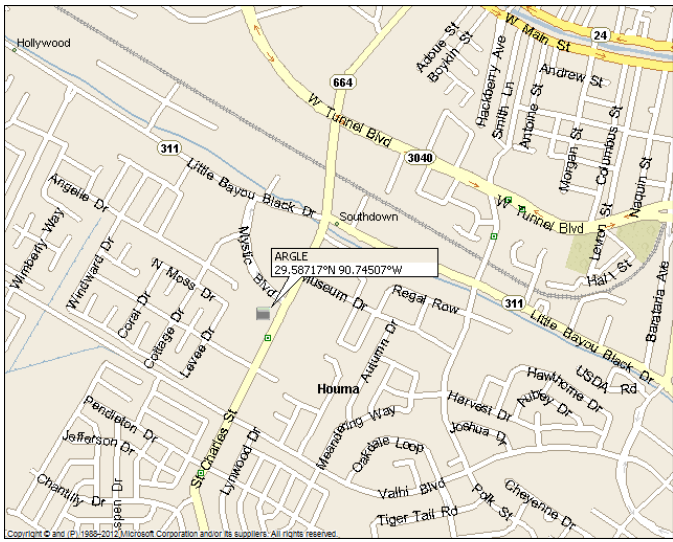 Hollywood
W Main St
24
Adoue St
Boykin St
Hackberry Ave
Smith Ln
Andrew St
664
Antoine St
Morgan St
Columbus St
Naquin St
W Tunnel Blvd
3040
311
Little Bayou Black Dr
Angelle Dr
W Tunnel Blvd
Southdown
Levron St
Wimberly Way
Mystic Blvd
ARGLE
29.58717°N 90.74507°W
Hall St
Windward Dr
N Moss Dr
Museum Dr
Regal Row
311
Barataria Ave
Coral Dr
Cottage Dr
Levee Dr
Autumn Dr
Little Bayou Black Dr
Houma
USDA Rd
Hawthorne Dr
Aubey Dr
Pendleton Dr
Meandering Way
Harvest Dr
Jefferson Dr
St Charles St
Lynwood Dr
Oakdale Loop
Joshua Dr
Chantilly Dr
Valhi Blvd
Polk St
Cheyenne Dr
Tiger Tail Rd
Copyright © and (P) 1988–2012 Microsoft Corporation and/or its suppliers. All rights reserved.